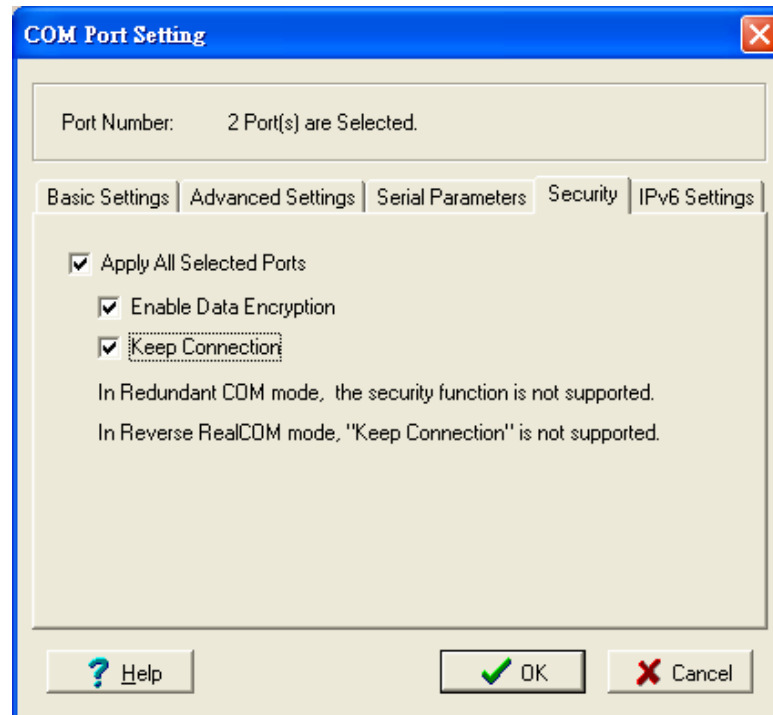 COM Port Setting
Port Number: 2 Port(s) are Selected.
Basic Settings Advanced Settings Serial Parameters Security IPv6 Settings
Apply All Selected Ports
Enable Data Encryption
Keep Connection
In Redundant COM mode, the security function is not supported.
In Reverse RealCOM mode, "Keep Connection" is not supported.
Help OK Cancel